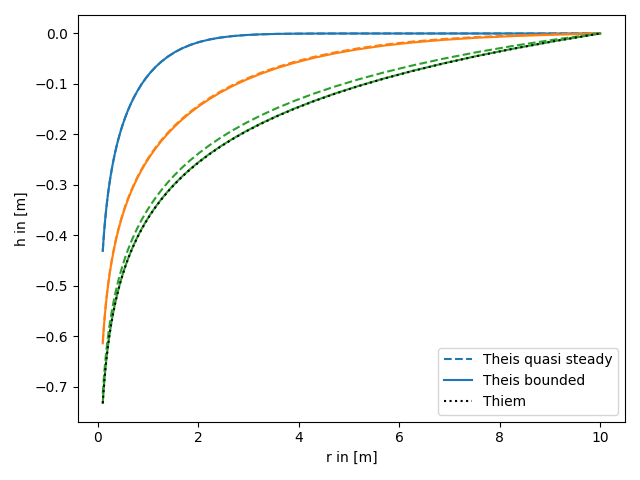 0.0
−0.1
−0.2
−0.3
−0.4
−0.5
−0.6
−0.7
h in [m]
Theis quasi steady
Theis bounded
Thiem
0 2 4 6 8 10
r in [m]